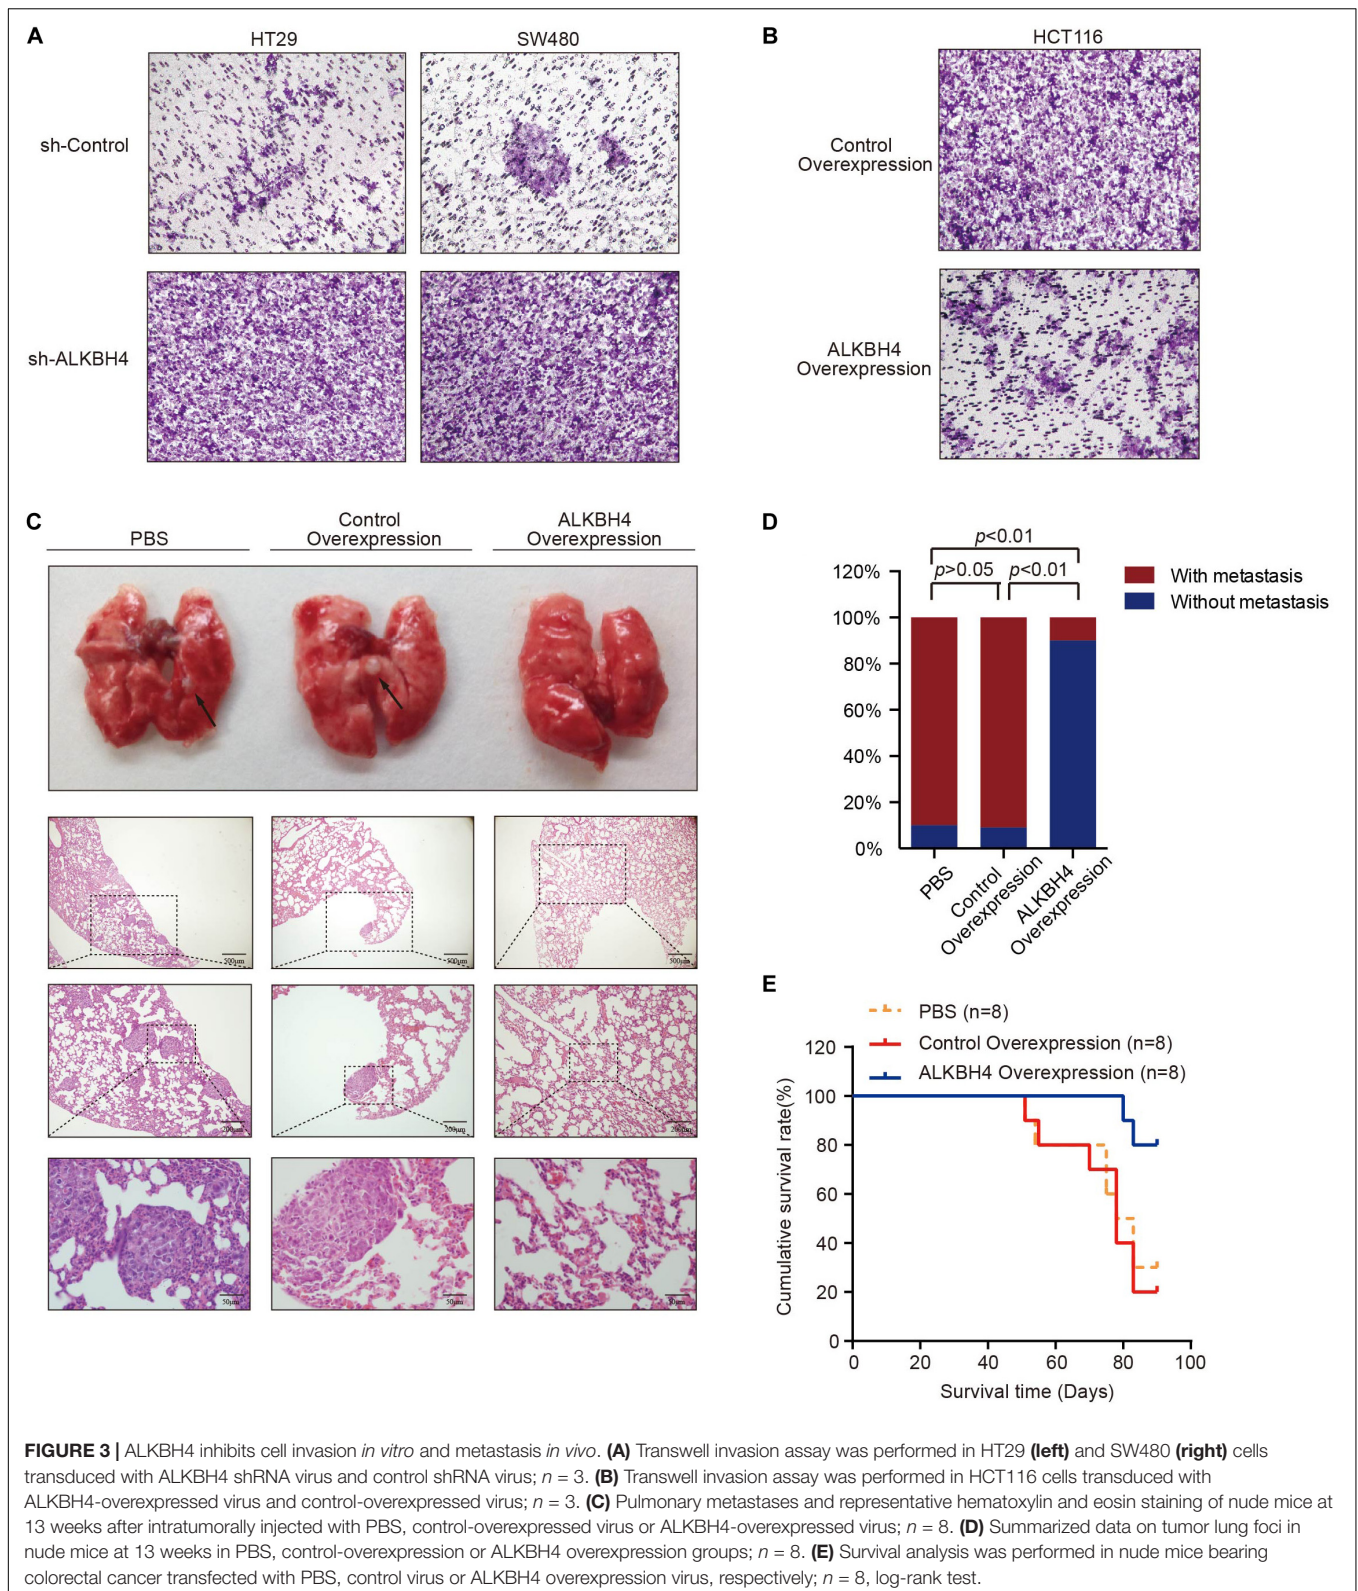 A
HT29
SW480
sh-Control
sh-ALKBH4
B
HCT116
Control
Overexpression
ALKBH4
Overexpression
C
PBS
Control
Overexpression
ALKBH4
Overexpression
500μm
500μm
500μm
200μm
200μm
200μm
50μm
50μm
50μm
D
p<0.01
p>0.05
p<0.01
With metastasis
Without metastasis
120%
100%
80%
60%
40%
20%
0%
PBS
Control
Overexpression
ALKBH4
Overexpression
E
PBS (n=8)
Control Overexpression (n=8)
ALKBH4 Overexpression (n=8)
Cumulative survival rate(%)
120
100
80
60
40
20
0
0 20 40 60 80 100
Survival time (Days)
FIGURE 3 | ALKBH4 inhibits cell invasion in vitro and metastasis in vivo. (A) Transwell invasion assay was performed in HT29 (left) and SW480 (right) cells
transduced with ALKBH4 shRNA virus and control shRNA virus; n = 3. (B) Transwell invasion assay was performed in HCT116 cells transduced with
ALKBH4-overexpressed virus and control-overexpressed virus; n = 3. (C) Pulmonary metastases and representative hematoxylin and eosin staining of nude mice at
13 weeks after intratumorally injected with PBS, control-overexpressed virus or ALKBH4-overexpressed virus; n = 8. (D) Summarized data on tumor lung foci in
nude mice at 13 weeks in PBS, control-overexpression or ALKBH4 overexpression groups; n = 8. (E) Survival analysis was performed in nude mice bearing
colorectal cancer transfected with PBS, control virus or ALKBH4 overexpression virus, respectively; n = 8, log-rank test.